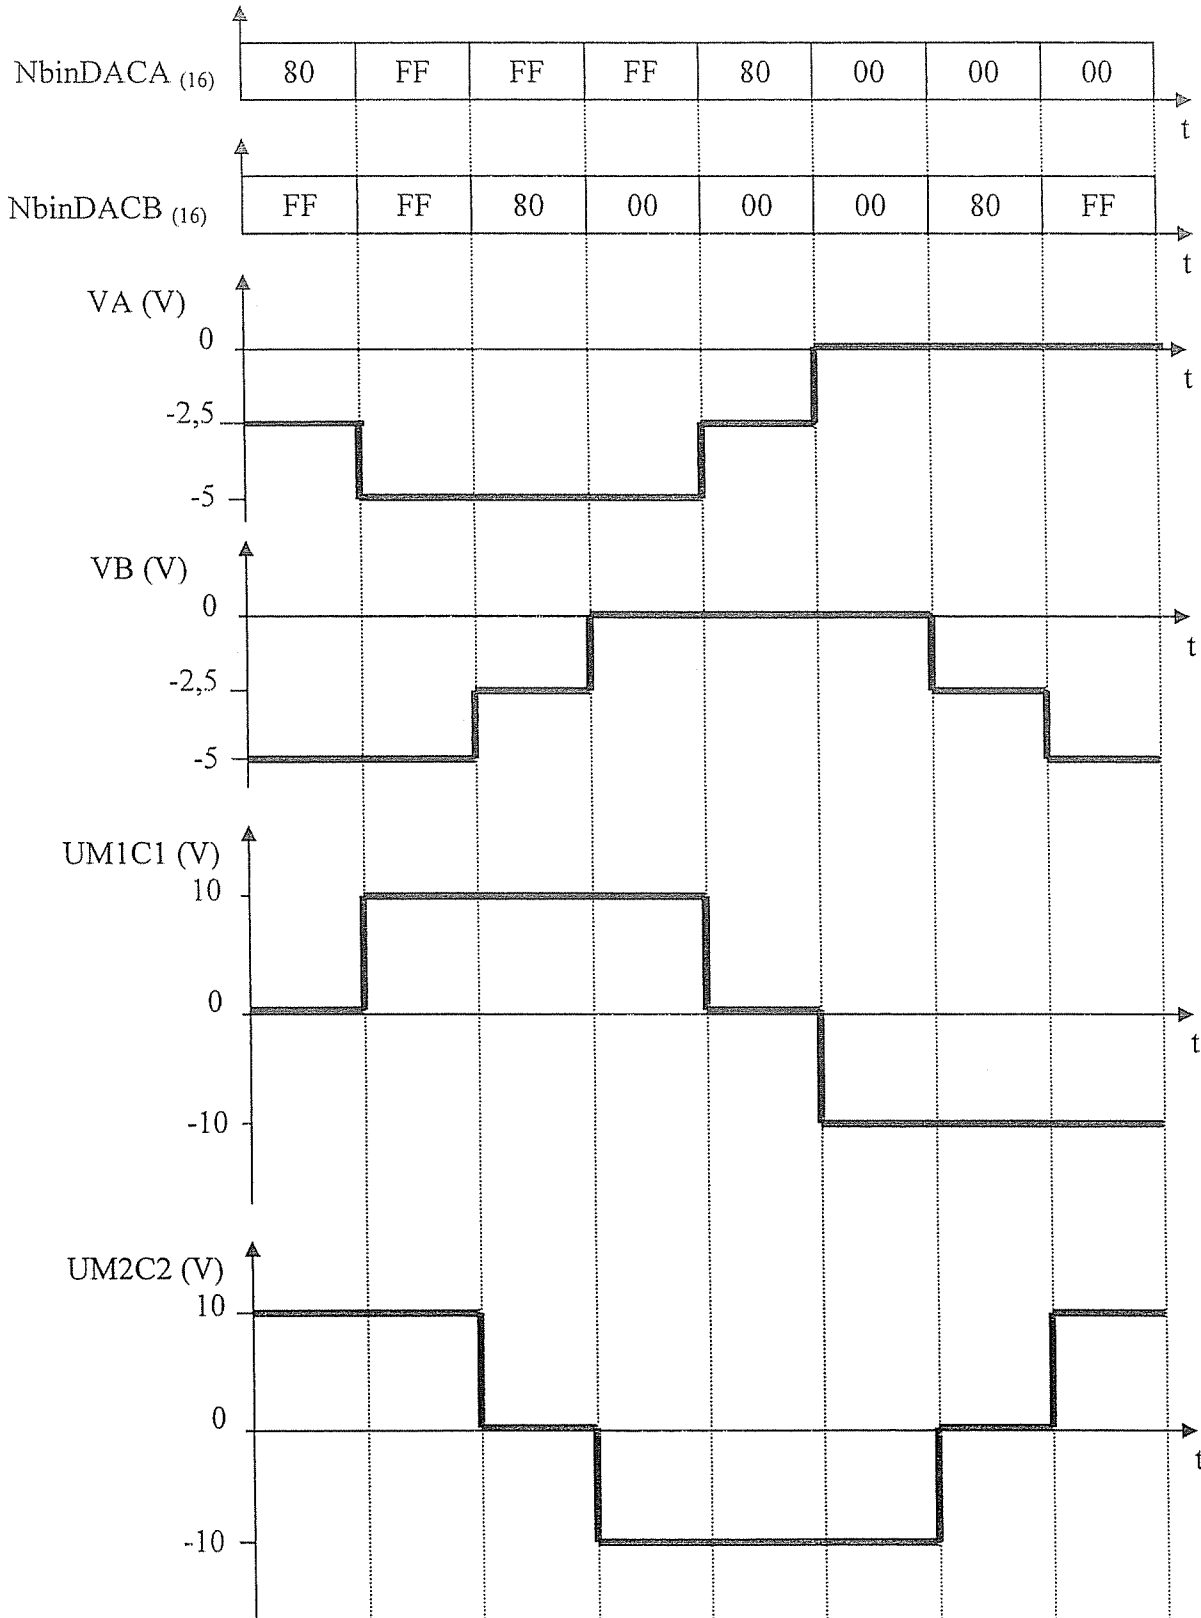 NbinDACA (16) 80 FF FF FF 80 00 00 00
t
NbinDACB (16) FF FF 80 00 00 00 80 FF
t
VA (V)
0
t
-2,5
-5
VB (V)
0
t
-2,5
-5
UM1C1 (V)
10
0
t
-10
UM2C2 (V)
10
0
t
-10